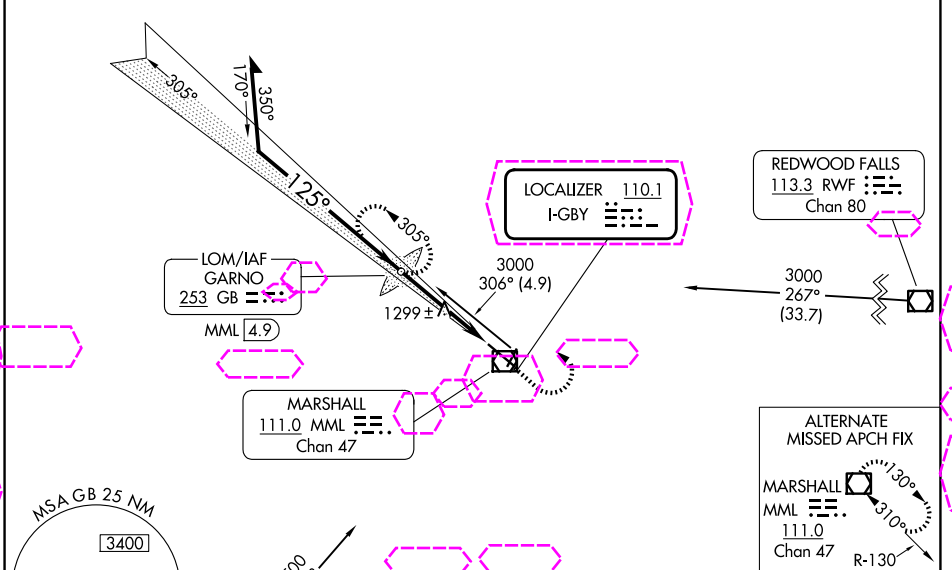 305°
350°
170°
125°
305°
LOCALIZER 110.1
I-GBY
REDWOOD FALLS
113.3 RWF
Chan 80
LOM/IAF
GARNO
253 GB
MML 4.9
3000
306° (4.9)
1299 ±
3000
267°
(33.7)
MARSHALL
111.0 MML
Chan 47
ALTERNATE
MISSED APCH FIX
MARSHALL
MML
111.0
Chan 47
130°
310°
R-130
MSA GB 25 NM
3400